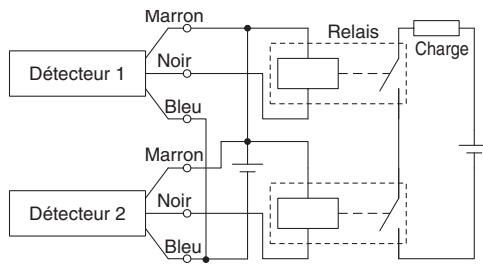 Marron
Relais
Charge
Noir
Détecteur 1
Bleu
Marron
Noir
Détecteur 2
Bleu